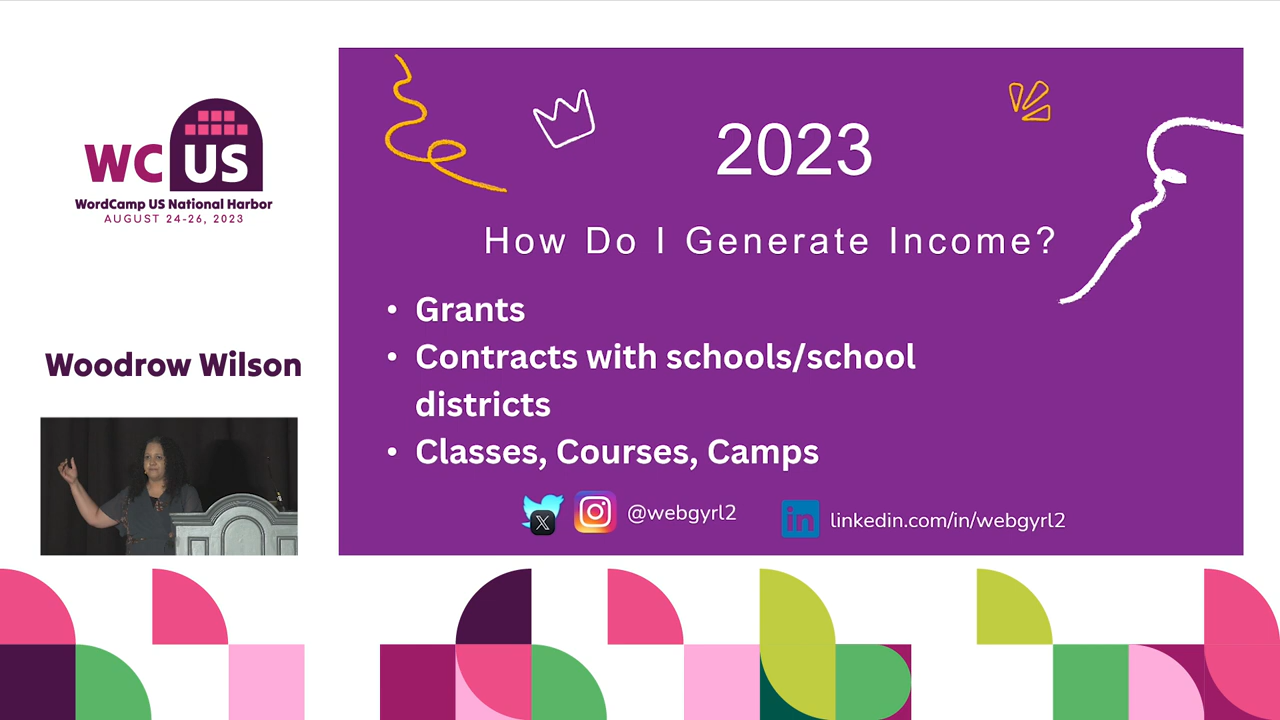 WC US
WordCamp US National Harbor
AUGUST 24-26, 2023
Woodrow Wilson
2023
How Do I Generate Income?
• Grants
• Contracts with schools/school
districts
• Classes, Courses, Camps
X
@webgyrl2
in
linkedin.com/in/webgyrl2